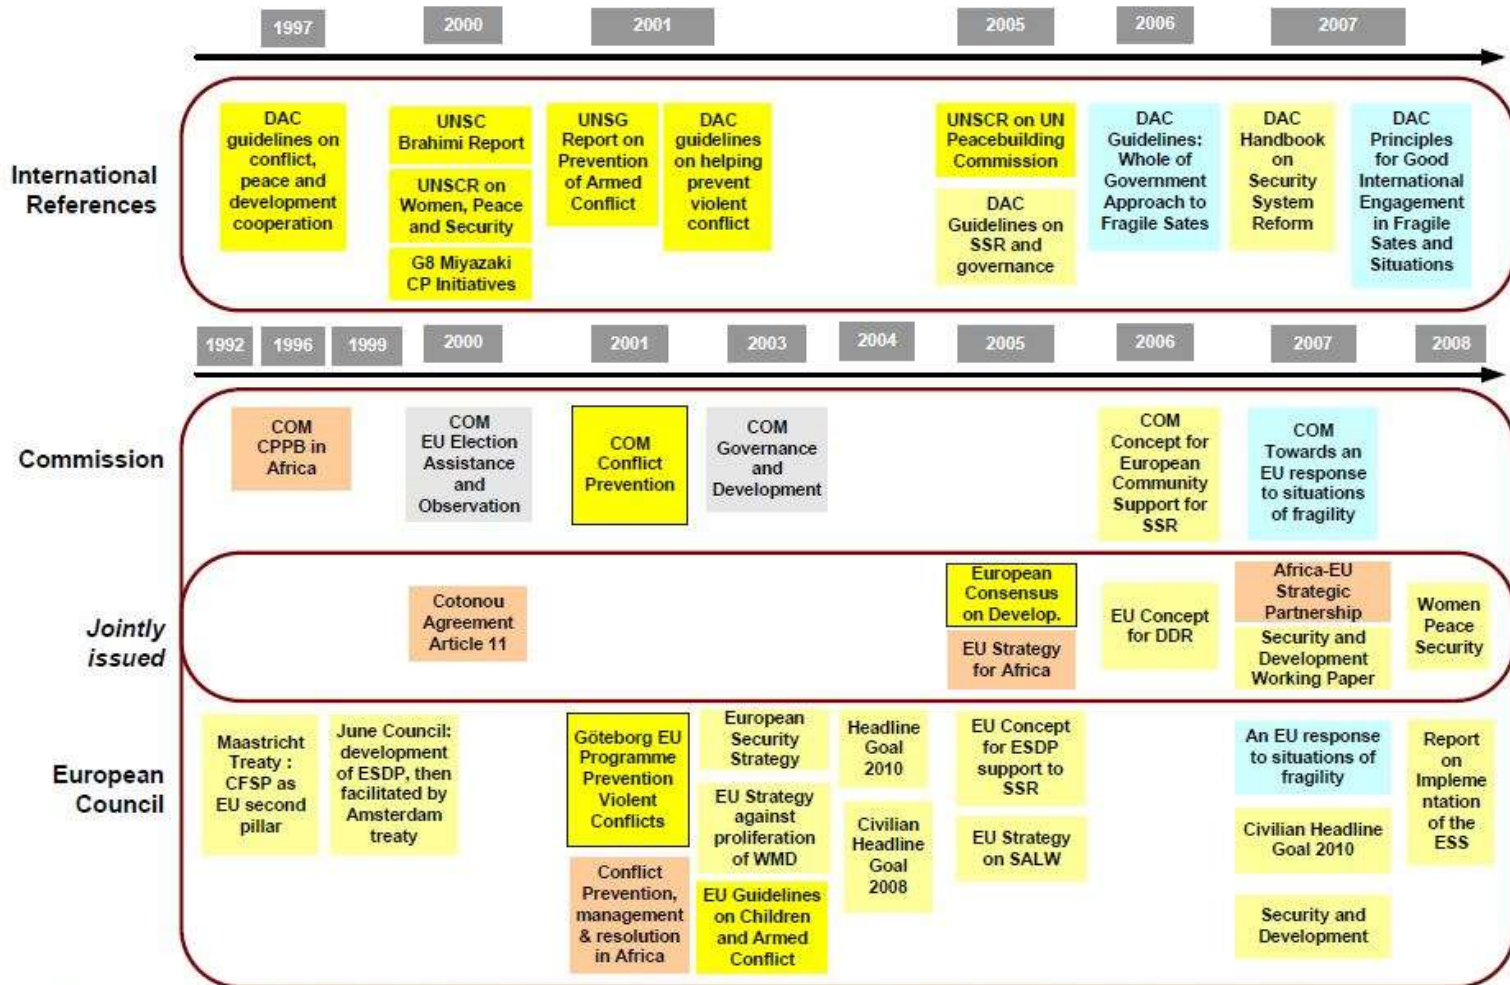 1997
2000
2001
2005
2006
2007
International
References
DAC
guidelines on
conflict,
peace and
development
cooperation
UNSC
Brahimi Report
UNSCR on
Women, Peace
and Security
G8 Miyazaki
CP Initiatives
UNSG
Report on
Prevention
of Armed
Conflict
DAC
guidelines
on helping
prevent
violent
conflict
UNSCR on UN
Peacebuilding
Commission
DAC
Guidelines on
SSR and
governance
DAC
Guidelines:
Whole of
Government
Approach to
Fragile Sates
DAC
Handbook
on
Security
System
Reform
DAC
Principles
for Good
International
Engagement
in Fragile
Sates and
Situations
1992
1996
1999
2000
2001
2003
2004
2005
2006
2007
2008
Commission
COM
CPPB in
Africa
COM
EU Election
Assistance
and
Observation
COM
Conflict
Prevention
COM
Governance
and
Development
COM
Concept for
European
Community
Support for
SSR
COM
Towards an
EU response
to situations
of fragility
Jointly
issued
Cotonou
Agreement
Article 11
European
Consensus
on Develop.
EU Strategy
for Africa
EU Concept
for DDR
Africa-EU
Strategic
Partnership
Security and
Development
Working Paper
Women
Peace
Security
European
Council
Maastricht
Treaty :
CFSP as
EU second
pillar
June Council:
development
of ESDP, then
facilitated by
Amsterdam
treaty
Göteborg EU
Programme
Prevention
Violent
Conflicts
Conflict
Prevention,
management
& resolution
in Africa
European
Security
Strategy
EU Strategy
against
proliferation
of WMD
EU Guidelines
on Children
and Armed
Conflict
Headline
Goal
2010
Civilian
Headline
Goal
2008
EU Concept
for ESDP
support to
SSR
EU Strategy
on SALW
An EU response
to situations of
fragility
Civilian Headline
Goal 2010
Security and
Development
Report
on
Impleme
ntation
of the
ESS